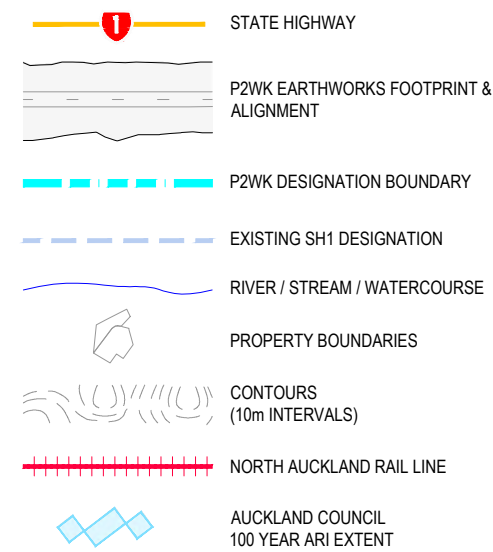 1 STATE HIGHWAY
P2WK EARTHWORKS FOOTPRINT &
ALIGNMENT
P2WK DESIGNATION BOUNDARY
EXISTING SH1 DESIGNATION
RIVER / STREAM / WATERCOURSE
PROPERTY BOUNDARIES
CONTOURS
(10m INTERVALS)
NORTH AUCKLAND RAIL LINE
AUCKLAND COUNCIL
100 YEAR ARI EXTENT